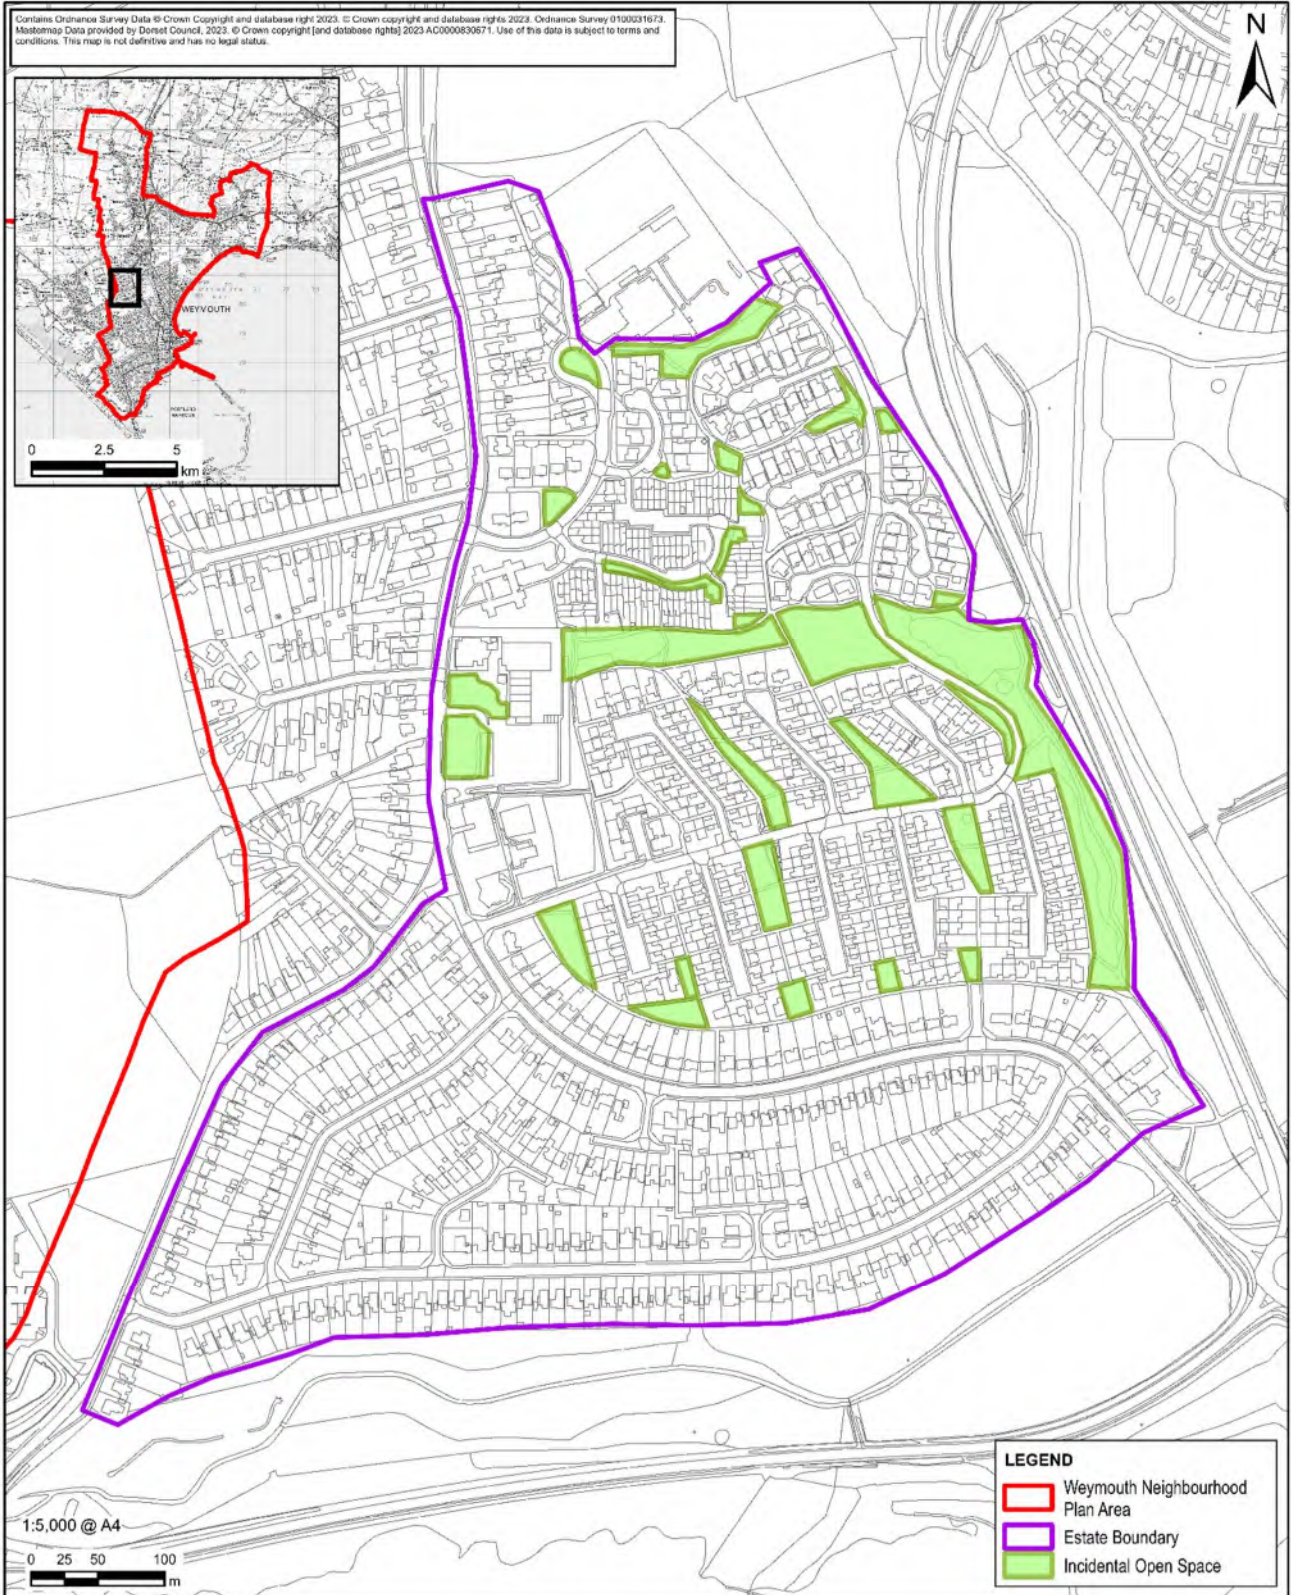 Contains Ordnance Survey Data © Crown Copyright and database right 2023. © Crown copyright and database rights 2023. Ordnance Survey 0100031673.
Mastermap Data provided by Dorset Council, 2023. © Crown copyright [and database rights] 2023 AC0000830671. Use of this data is subject to terms and
conditions. This map is not definitive and has no legal status.
N
WEYMOUTH
0 2.5 5
km
LEGEND
Weymouth Neighbourhood
Plan Area
Estate Boundary
Incidental Open Space
1:5,000 @ A4
0 25 50 100
m